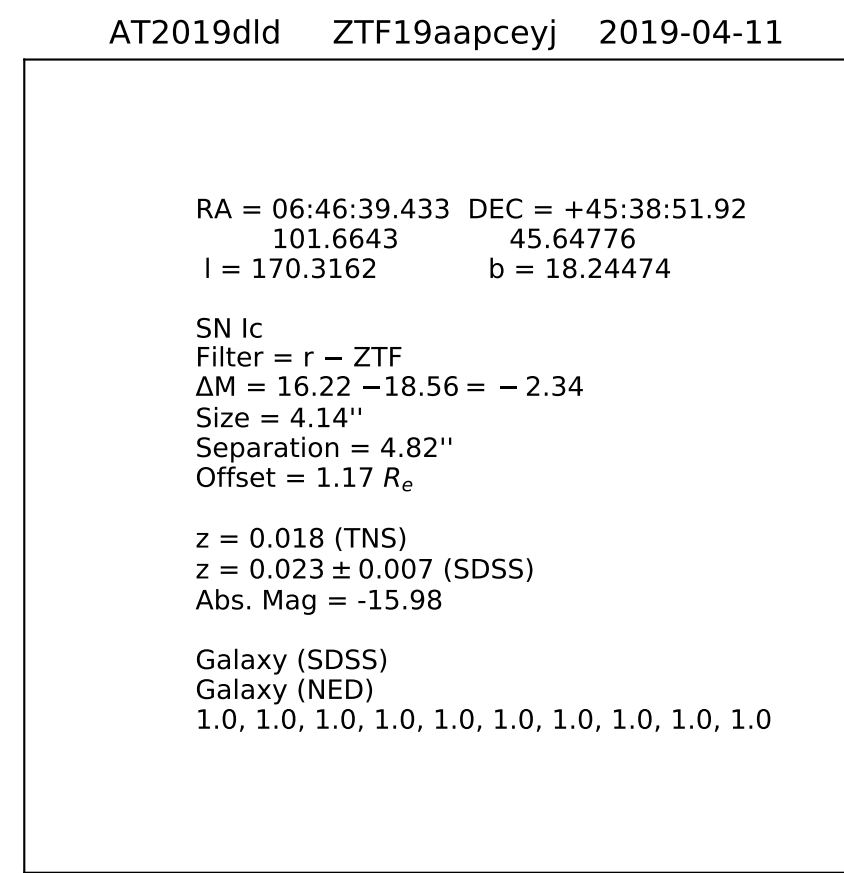 AT2019dld ZTF19aapceyj 2019-04-11
RA = 06:46:39.433 DEC = +45:38:51.92
101.6643 45.64776
l = 170.3162 b = 18.24474
SN Ic
Filter = r − ZTF
ΔM = 16.22 −18.56 = − 2.34
Size = 4.14''
Separation = 4.82''
Offset = 1.17 Rₑ
z = 0.018 (TNS)
z = 0.023 ± 0.007 (SDSS)
Abs. Mag = -15.98
Galaxy (SDSS)
Galaxy (NED)
1.0, 1.0, 1.0, 1.0, 1.0, 1.0, 1.0, 1.0, 1.0, 1.0